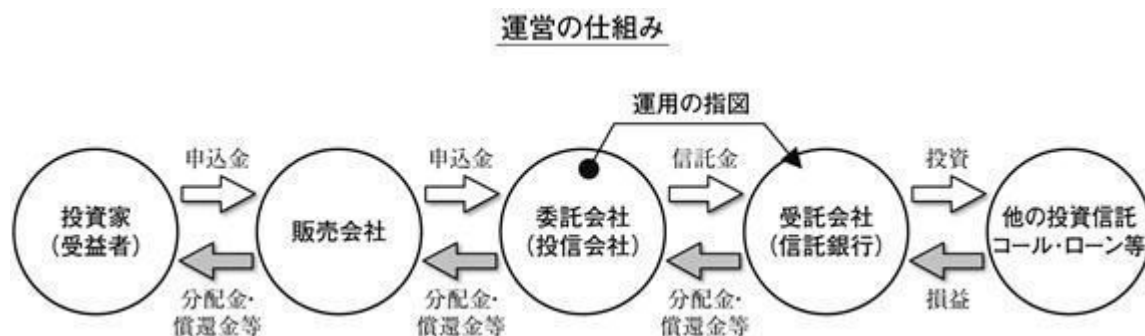 運営の仕組み
運用の指図
申込金
申込金
信託金
投資
投資家
(受益者)
販売会社
委託会社
(投信会社)
受託会社
(信託銀行)
他の投資信託
コール・ローン等
分配金・
償還金等
分配金・
償還金等
分配金・
償還金等
損益